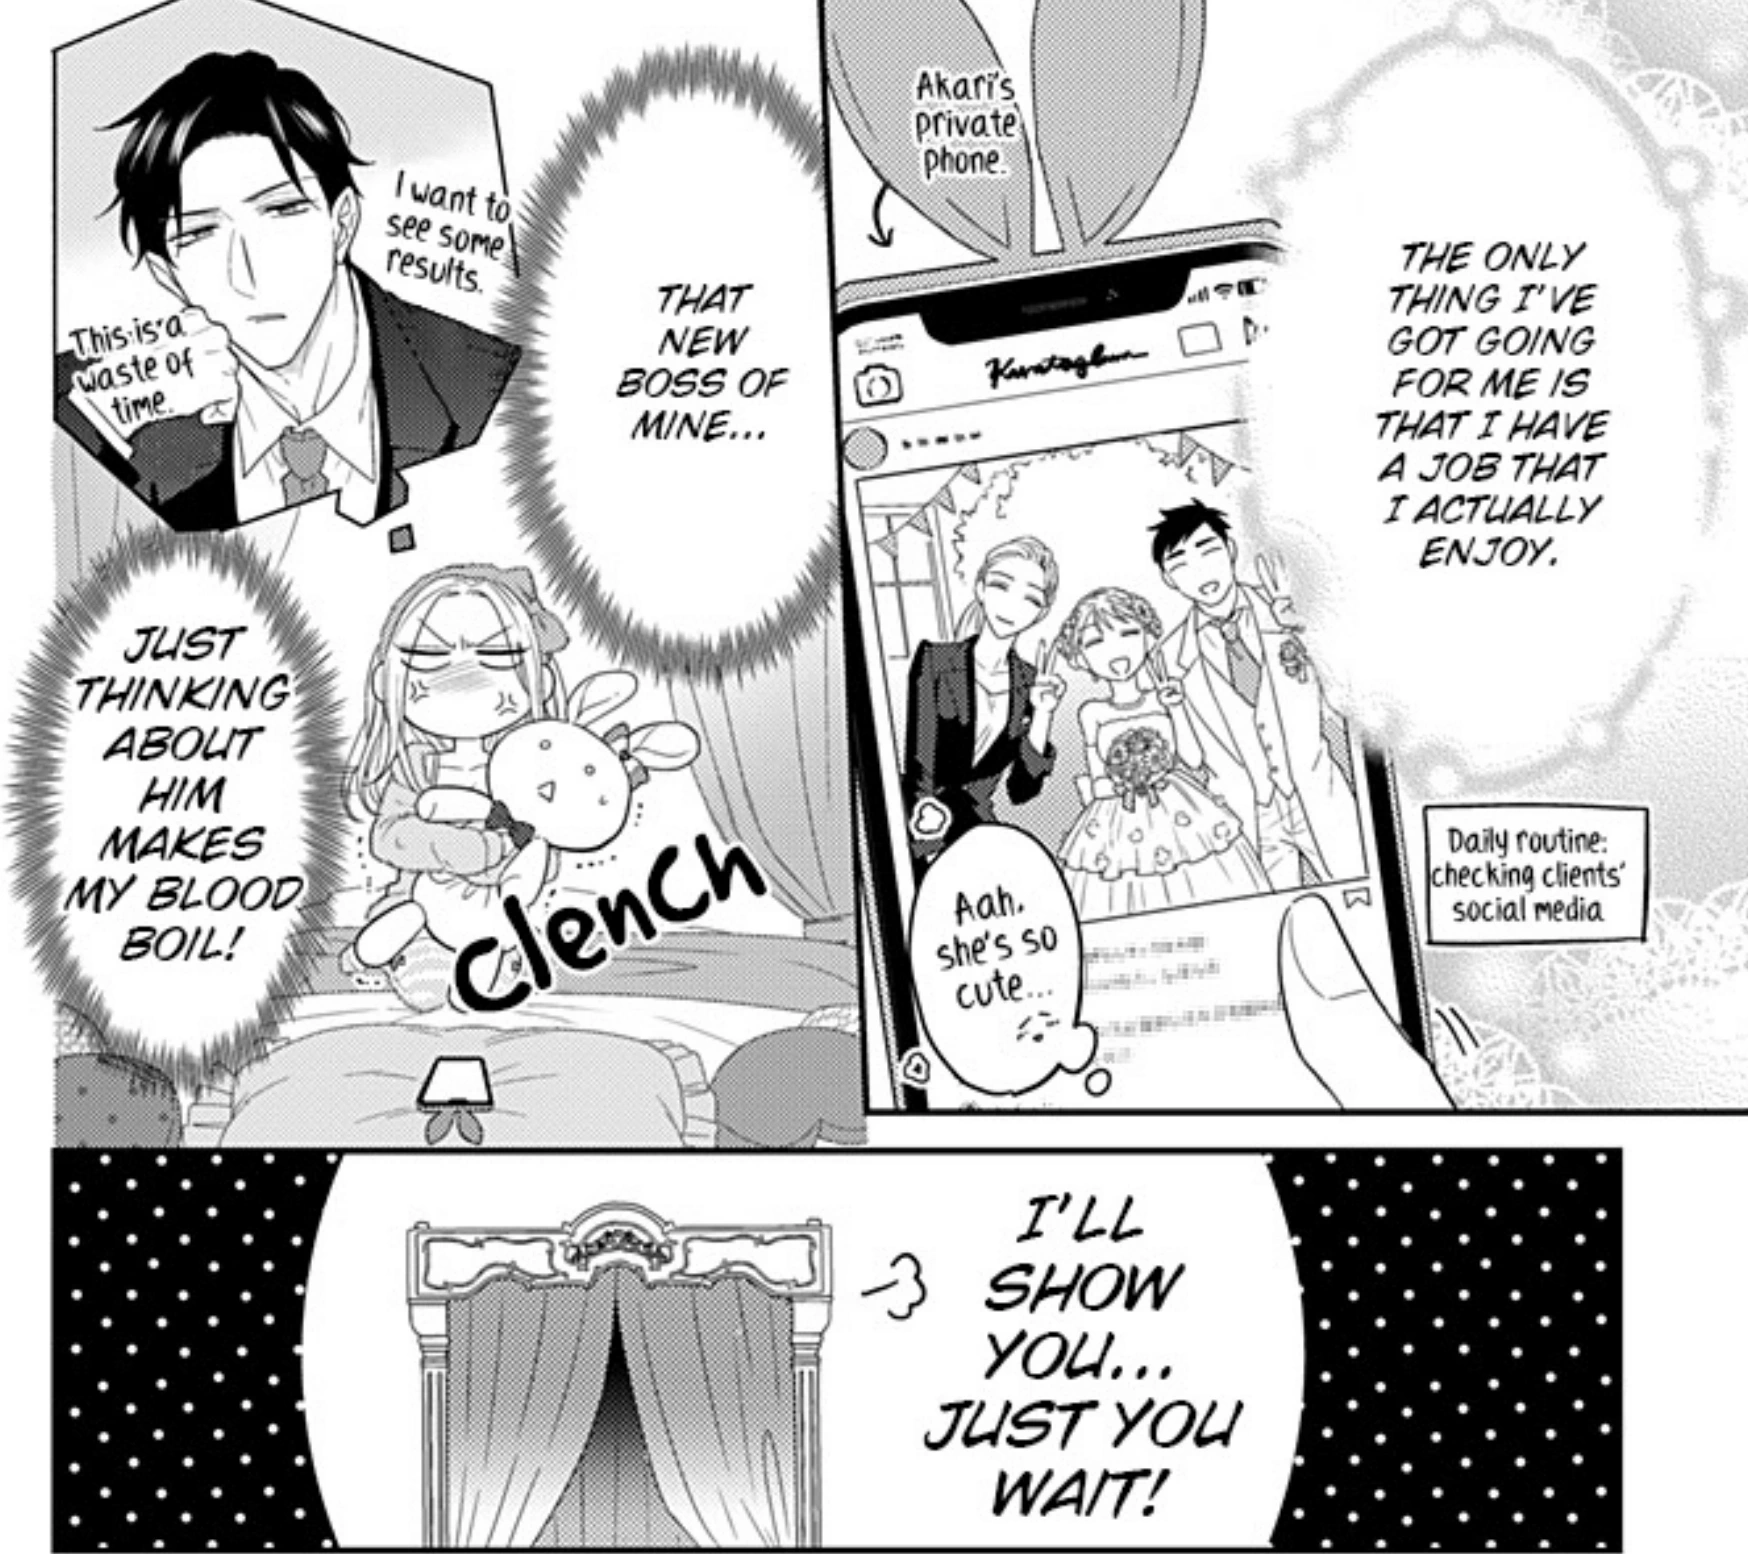 THE ONLY
THING I'VE
GOT GOING
FOR ME IS
THAT I HAVE
A JOB THAT
I ACTUALLY
ENJOY.
Akari's
private
phone.
Daily routine:
checking clients'
social media
Aah,
she's so
cute...
THAT
NEW
BOSS OF
MINE...
I want to
see some
results.
This is a
waste of
time.
JUST
THINKING
ABOUT
HIM
MAKES
MY BLOOD
BOIL!
Clench
I'LL
SHOW
YOU...
JUST YOU
WAIT!